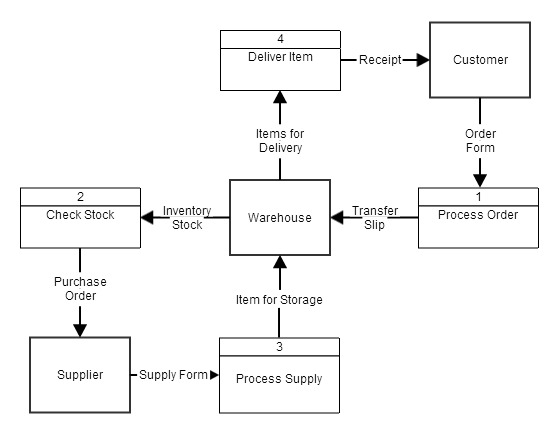 4
Deliver Item
Receipt
Customer
Items for
Delivery
Order
Form
2
Check Stock
Inventory
Stock
Warehouse
Transfer
Slip
1
Process Order
Purchase
Order
Item for Storage
Supplier
Supply Form
3
Process Supply